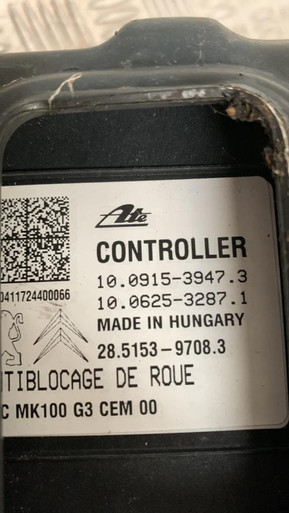 Ate
CONTROLLER
0411724400066
10.0915-3947.3
10.0625-3287.1
MADE IN HUNGARY
28.5153-9708.3
TIBLOCAGE DE ROUE
C MK100 G3 CEM 00